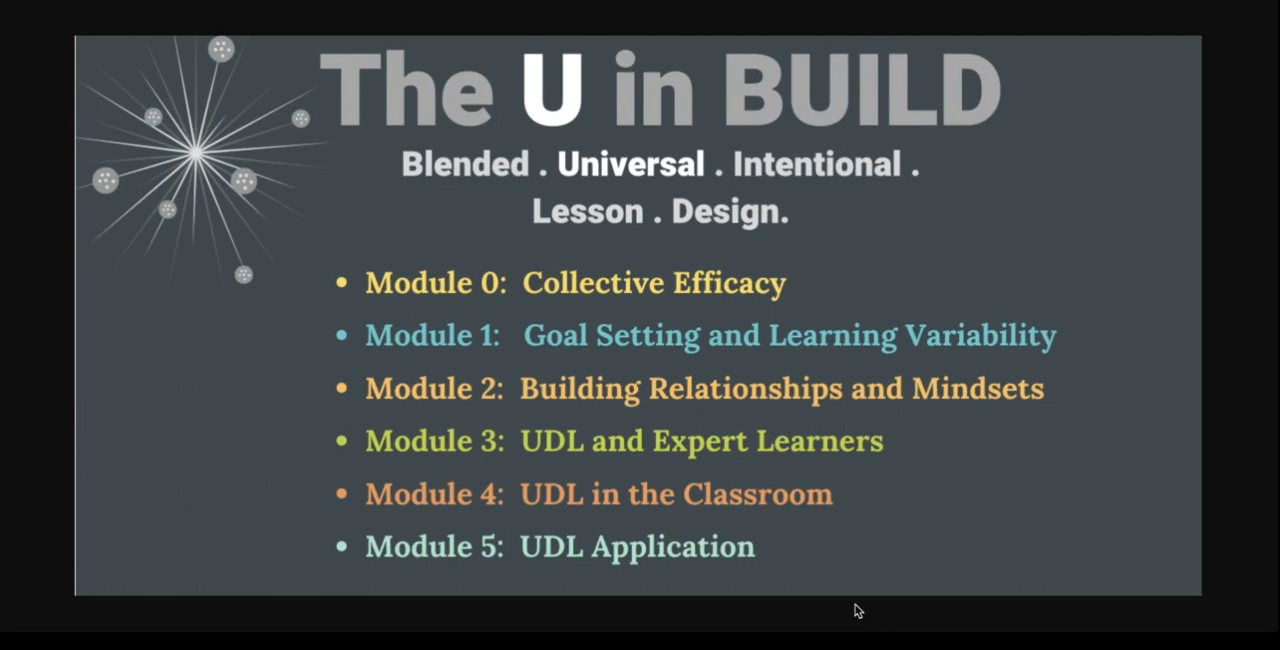 The U in BUILD
Blended . Universal . Intentional .
Lesson . Design.
• Module 0: Collective Efficacy
• Module 1: Goal Setting and Learning Variability
• Module 2: Building Relationships and Mindsets
• Module 3: UDL and Expert Learners
• Module 4: UDL in the Classroom
• Module 5: UDL Application